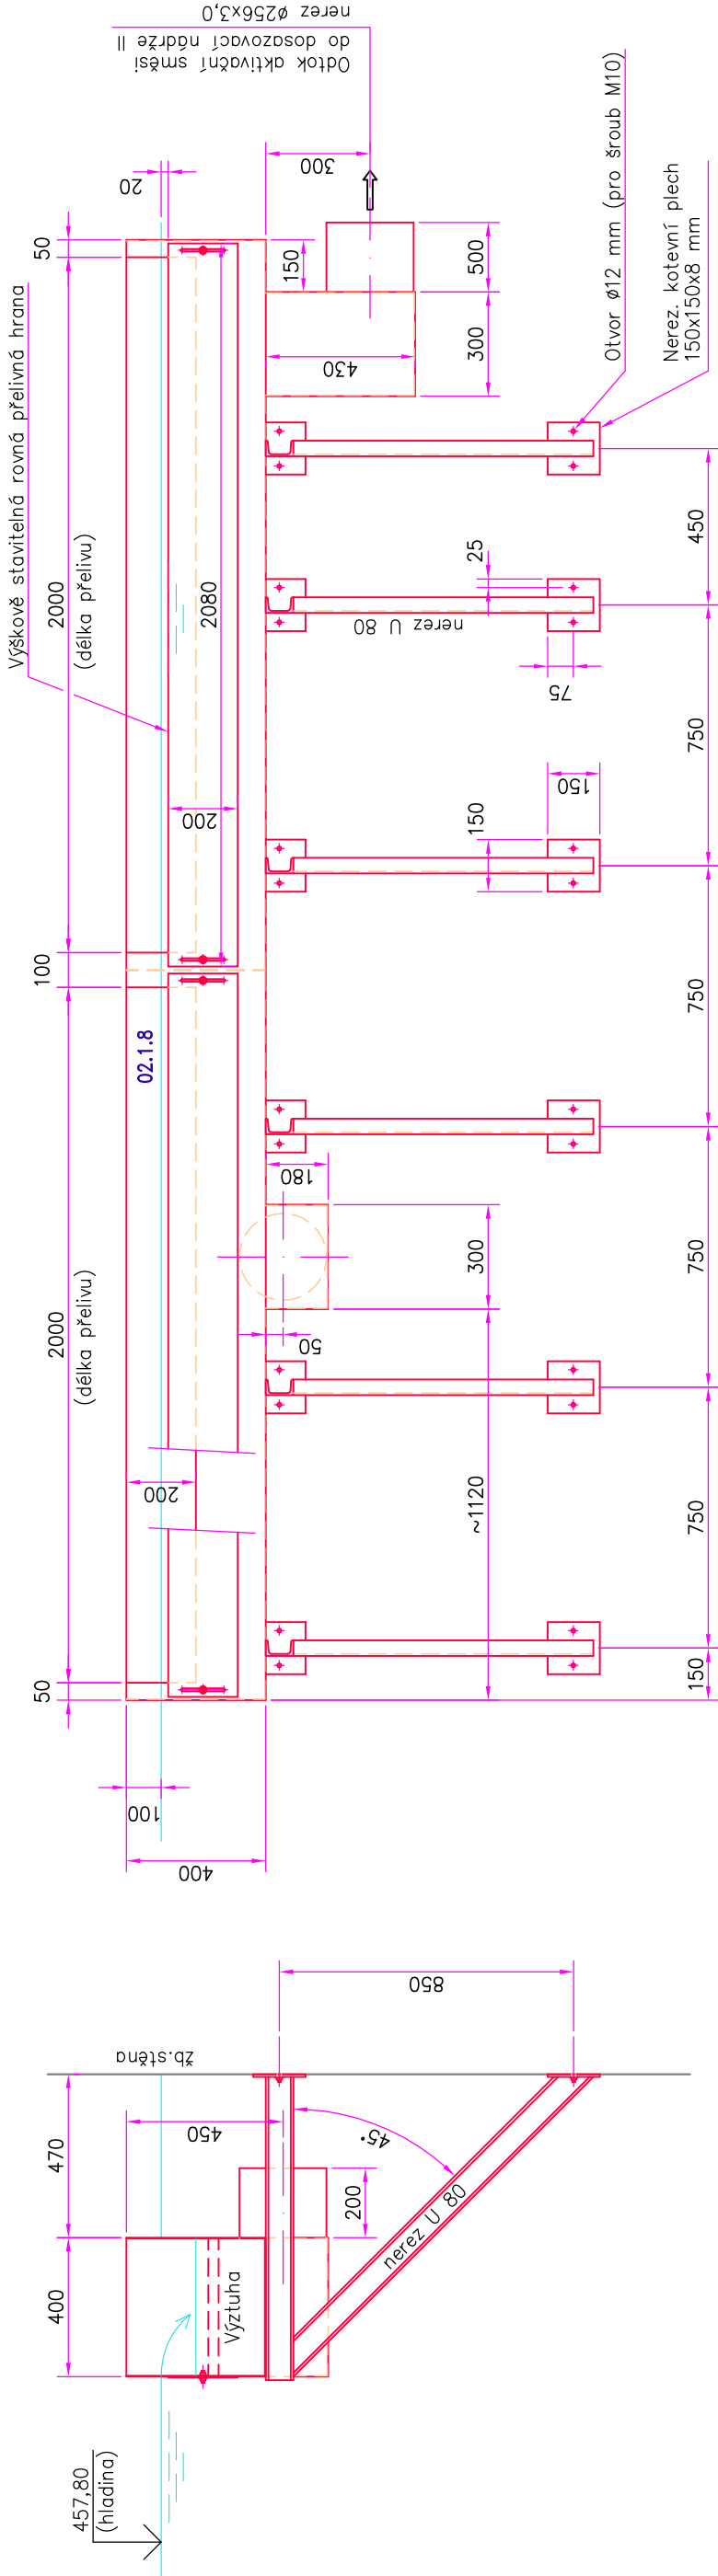 Výškově stavitelná rovná přelivná hrana
Odtok aktivační směsi
do dosazovací nádrže II
nerez ø256x3,0
50
2000
(délka přelivu)
100
2000
(délka přelivu)
50
20
300
150
500
300
430
2080
200
02.1.8
200
100
400
Otvor ø12 mm (pro šroub M10)
Nerez. kotevní plech
150x150x8 mm
25
nerez U 80
75
150
150
180
300
50
~1120
150
750
750
750
750
450
žb.stěna
470
400
450
200
850
45°
nerez U 80
Výztuha
457,80
(hladina)